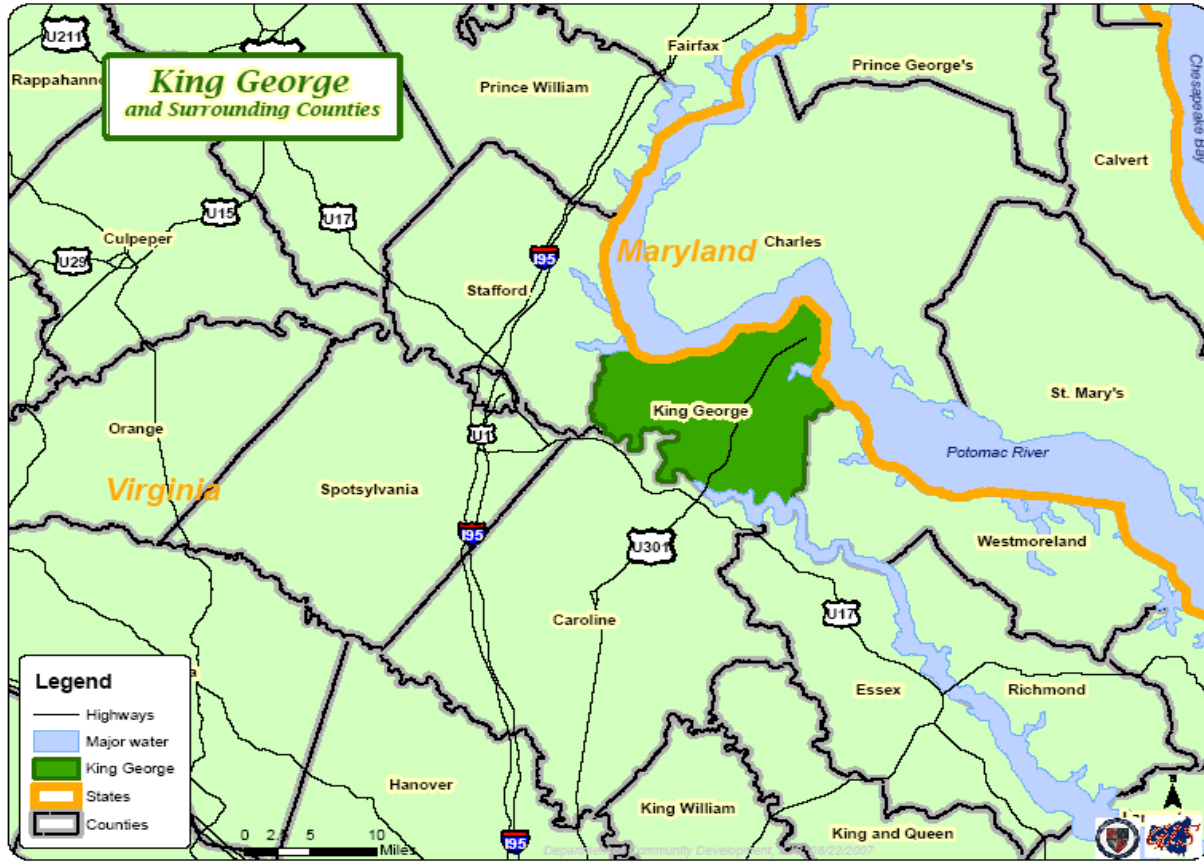 U211
Fairfax
Prince George's
Chesapeake Bay
King George
and Surrounding Counties
Prince William
Calvert
U15
U17
Culpeper
U29
Maryland
Charles
I95
Stafford
St. Mary's
King George
Orange
U1
Potomac River
Virginia
Spotsylvania
I95
U301
Westmoreland
Caroline
U17
Essex
Richmond
Legend
Highways
Major water
King George
States
Counties
Hanover
King William
King and Queen
I95
0 2.5 5 10
Miles